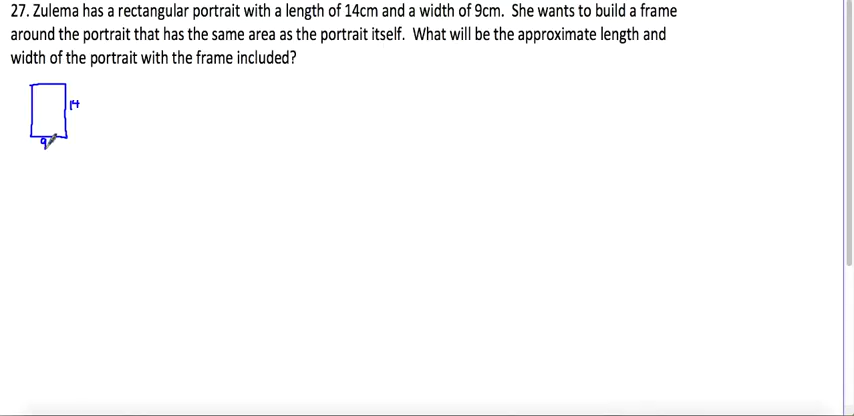 27. Zulema has a rectangular portrait with a length of 14cm and a width of 9cm.  She wants to build a frame
around the portrait that has the same area as the portrait itself.  What will be the approximate length and
width of the portrait with the frame included?
14
9